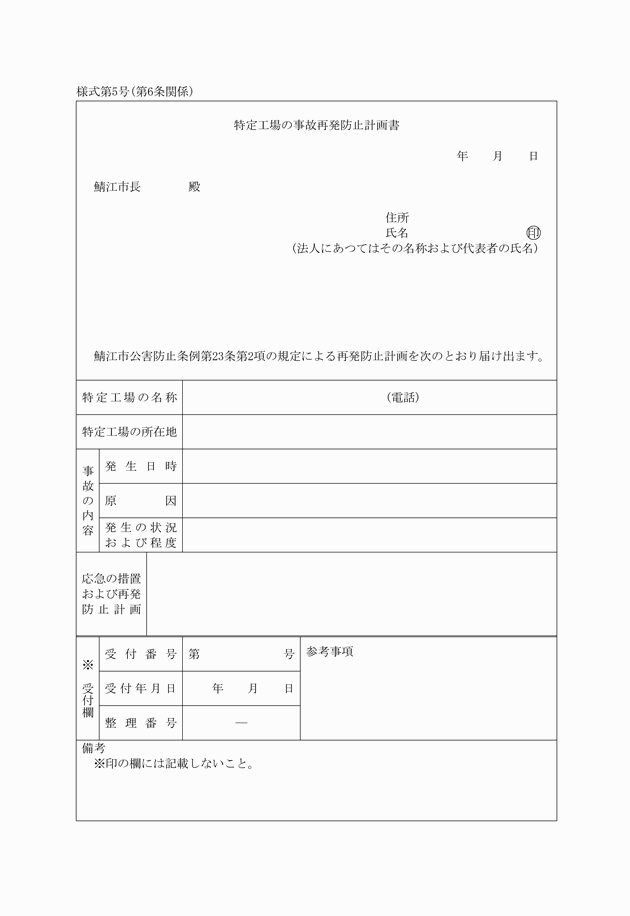 様式第5号(第6条関係)
特定工場の事故再発防止計画書
年　　月　　日
鯖江市長　　　　殿
住所
氏名　　　　　　　　　　㊞
(法人にあつてはその名称および代表者の氏名)
鯖江市公害防止条例第23条第2項の規定による再発防止計画を次のとおり届け出ます。
特定工場の名称
(電話)
特定工場の所在地
事故の内容
発生日時
原因
発生の状況
および程度
応急の措置
および再発
防止計画
※受付欄
受付番号
第　　　　　　　号
参考事項
受付年月日
年　　月　　日
整理番号
―
備考
※印の欄には記載しないこと。